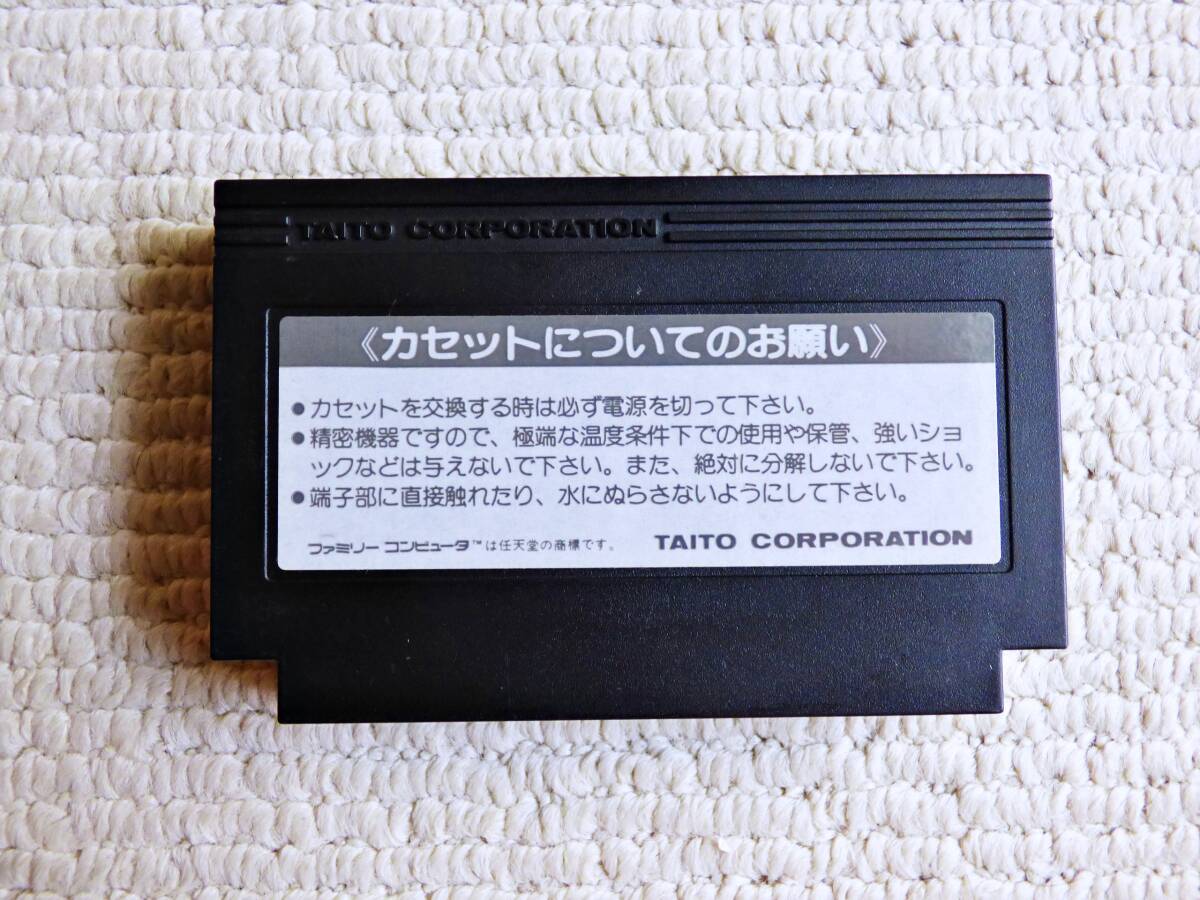 TAITO CORPORATION
《カセットについてのお願い》
●カセットを交換する時は必ず電源を切って下さい。
●精密機器ですので、極端な温度条件下での使用や保管、強いショ
ックなどは与えないで下さい。また、絶対に分解しないで下さい。
●端子部に直接触れたり、水にぬらさないようにして下さい。
ファミリー コンピュータ™は任天堂の商標です。 TAITO CORPORATION